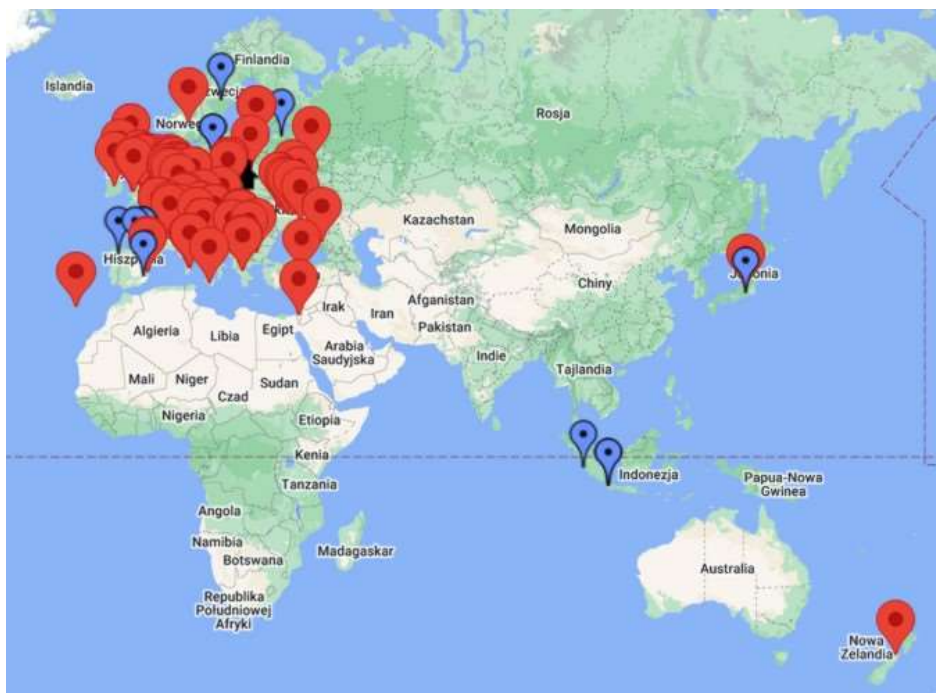 Finlandia
Islandia
Rosja
Norweg
Kazachstan
Mongolia
Japonia
Chiny
Afganistan
Irak
Iran
Pakistan
Algieria
Libia
Egipt
Arabia
Saudyjska
Indie
Tajlandia
Mali
Niger
Sudan
Czad
Nigeria
Etiopia
Kenia
Indonezja
Papua-Nowa
Gwinea
Tanzania
Angola
Namibia
Botswana
Madagaskar
Australia
Republika
Południowej
Afryki
Nowa
Zelandia